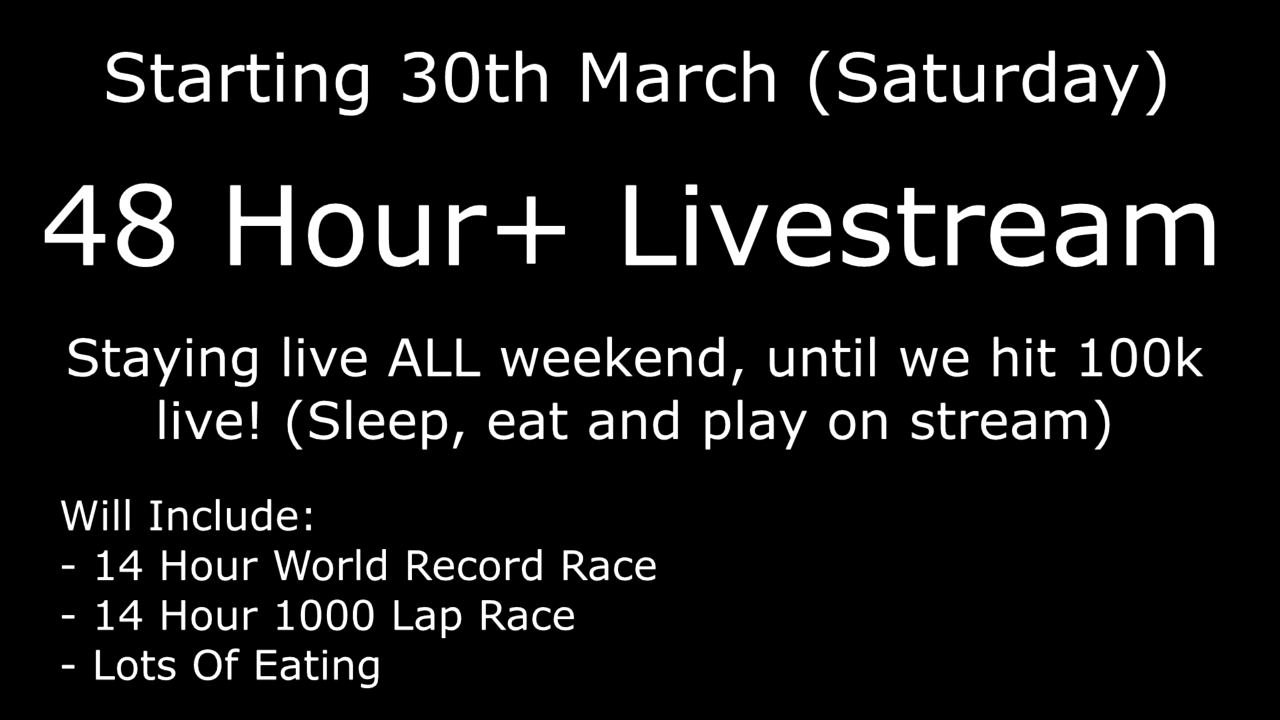 Starting 30th March (Saturday)
48 Hour+ Livestream
Staying live ALL weekend, until we hit 100k
live! (Sleep, eat and play on stream)
Will Include:
- 14 Hour World Record Race
- 14 Hour 1000 Lap Race
- Lots Of Eating